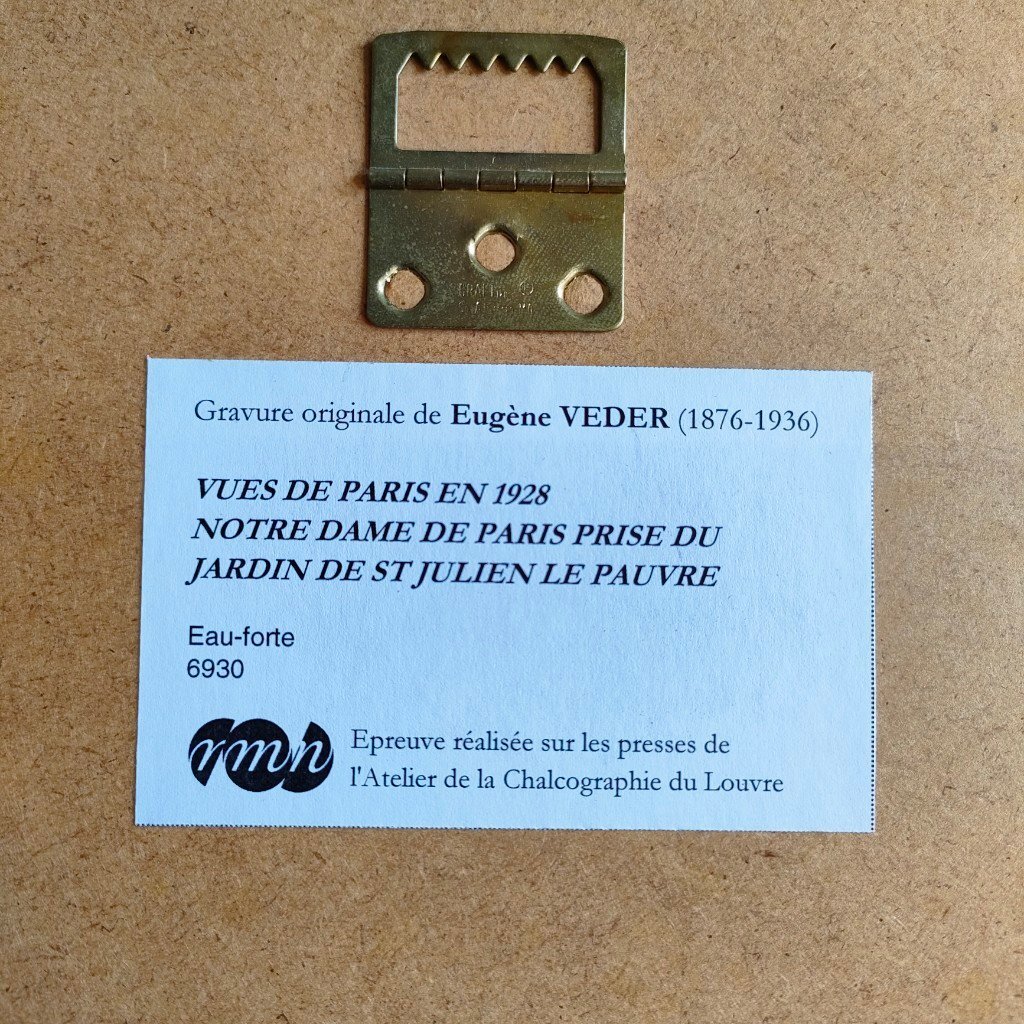 Gravure originale de Eugène VEDER (1876-1936)
VUES DE PARIS EN 1928
NOTRE DAME DE PARIS PRISE DU
JARDIN DE ST JULIEN LE PAUVRE
Eau-forte
6930
rmn
Epreuve réalisée sur les presses de
l'Atelier de la Chalcographie du Louvre